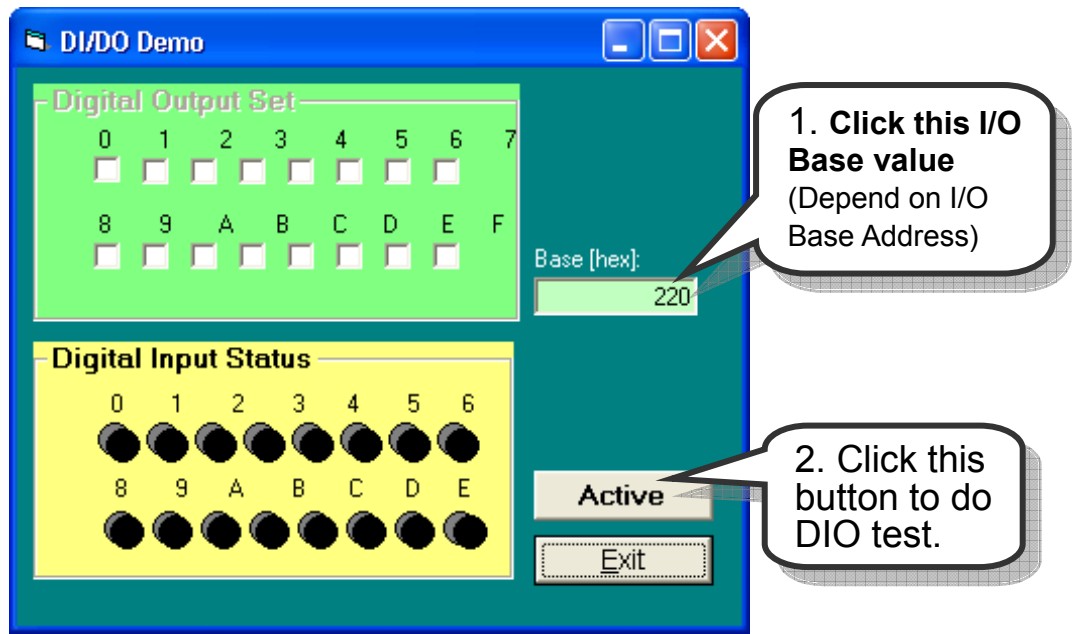 DI/DO Demo
Digital Output Set
0 1 2 3 4 5 6 7
8 9 A B C D E F
Base [hex]:
220
Digital Input Status
0 1 2 3 4 5 6
8 9 A B C D E
Active
Exit
1. Click this I/O
Base value
(Depend on I/O
Base Address)
2. Click this
button to do
DIO test.